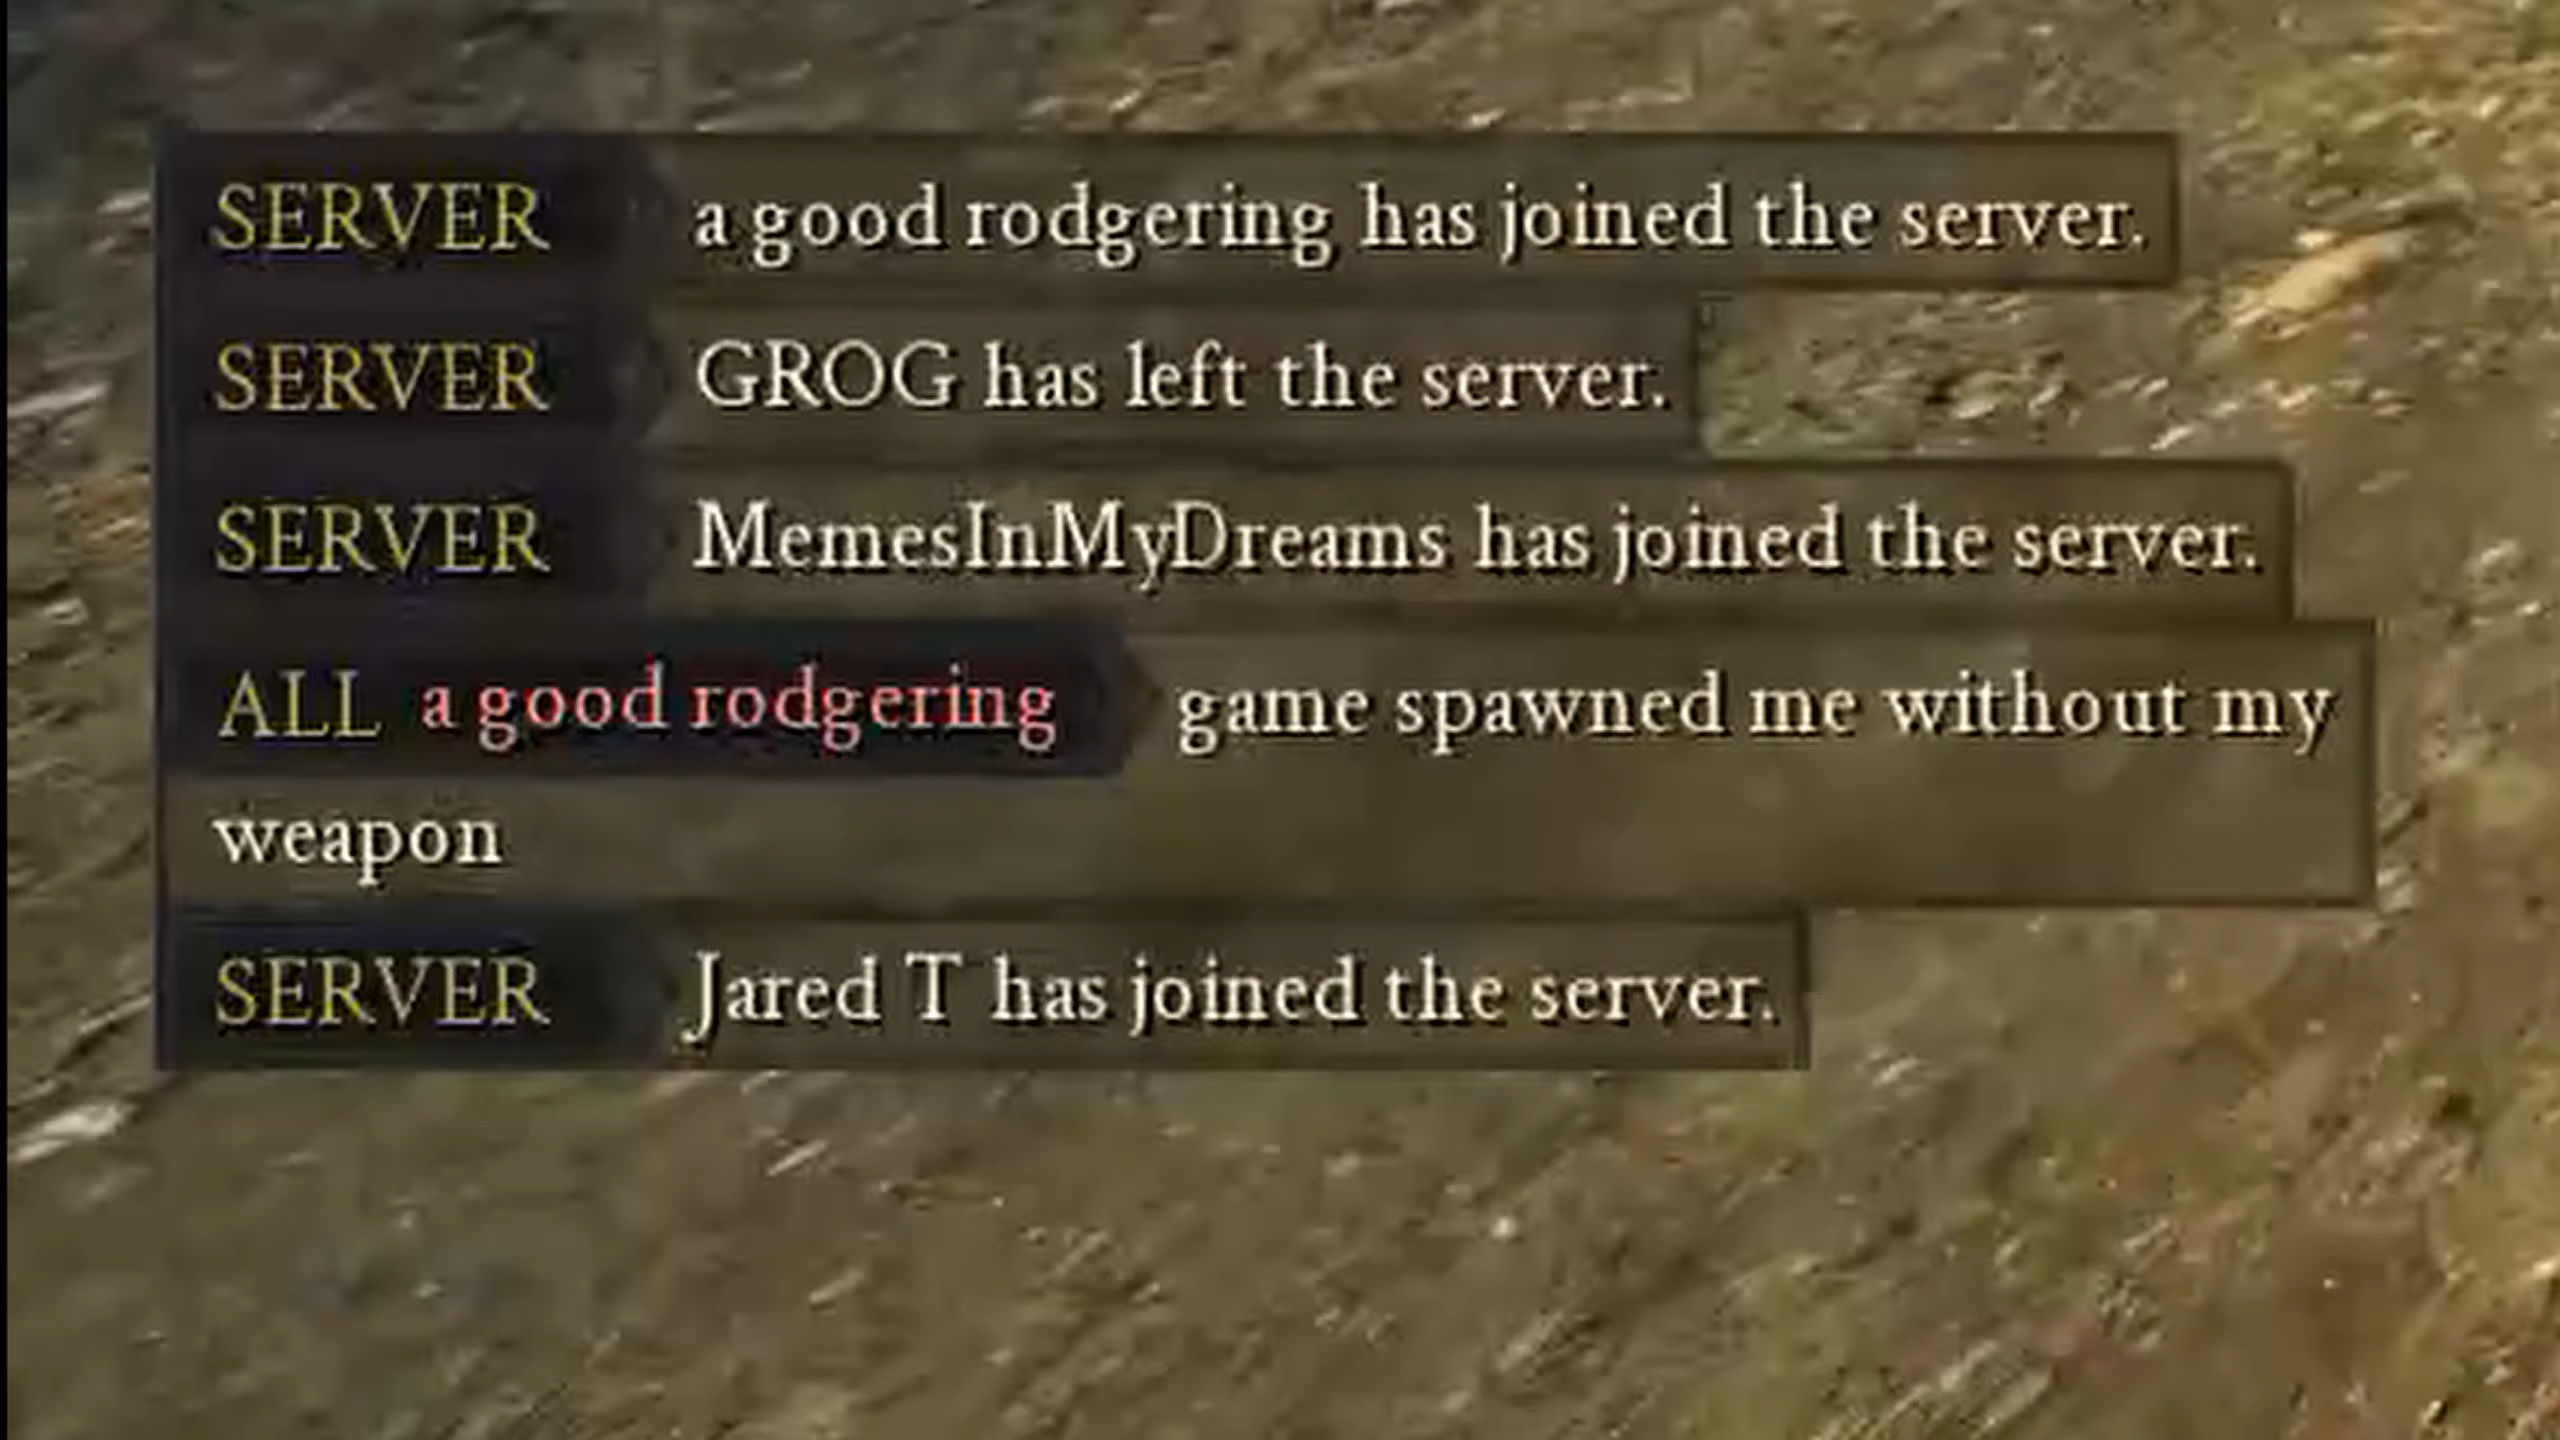 SERVER a good rodgering has joined the server.
SERVER GROG has left the server.
SERVER MemesInMyDreams has joined the server.
ALL a good rodgering game spawned me without my
weapon
SERVER Jared T has joined the server.